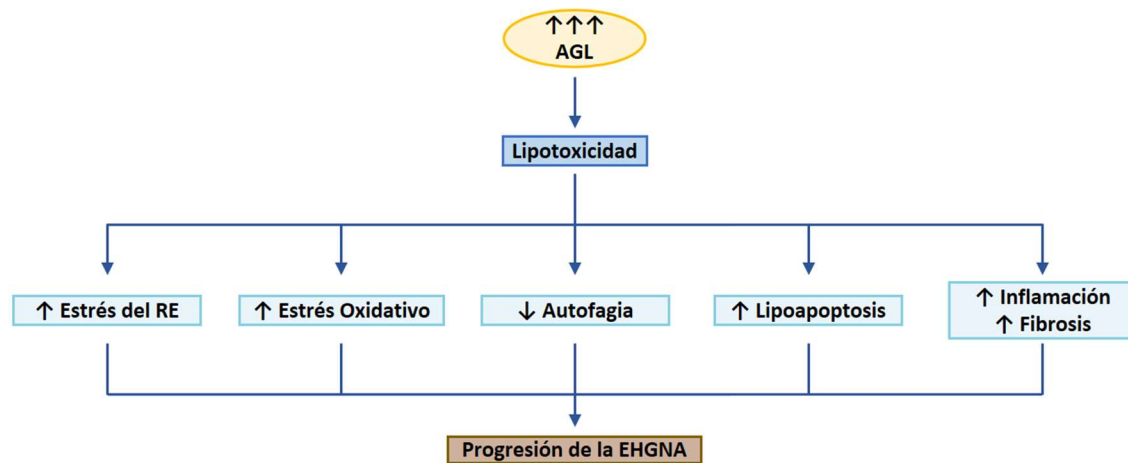 ↑↑↑
AGL
Lipotoxicidad
↑ Estrés del RE
↑ Estrés Oxidativo
↓ Autofagia
↑ Lipoapoptosis
↑ Inflamación
↑ Fibrosis
Progresión de la EHGNA